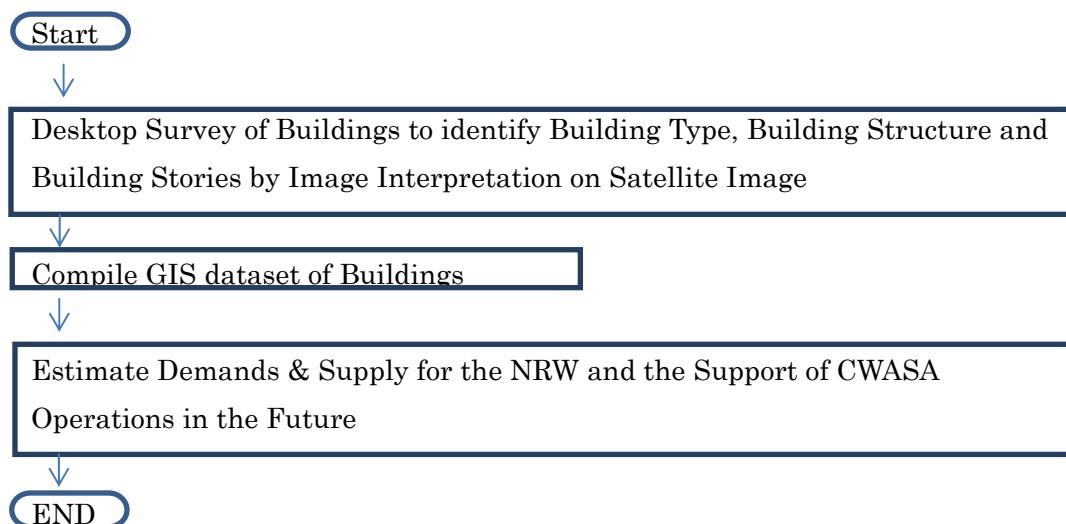 Start
Desktop Survey of Buildings to identify Building Type, Building Structure and
Building Stories by Image Interpretation on Satellite Image
Compile GIS dataset of Buildings
Estimate Demands & Supply for the NRW and the Support of CWASA
Operations in the Future
END